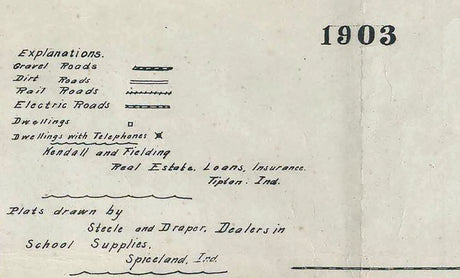 1903
Explanations.
Gravel Roads
Dirt Roads
Rail Roads
Electric Roads
Dwellings
Dwellings with Telephones
Kendall and Fielding
Real Estate, Loans, Insurance.
Tipton. Ind.
Plats drawn by
Steele and Draper, Dealers in
School Supplies,
Spiceland, Ind.